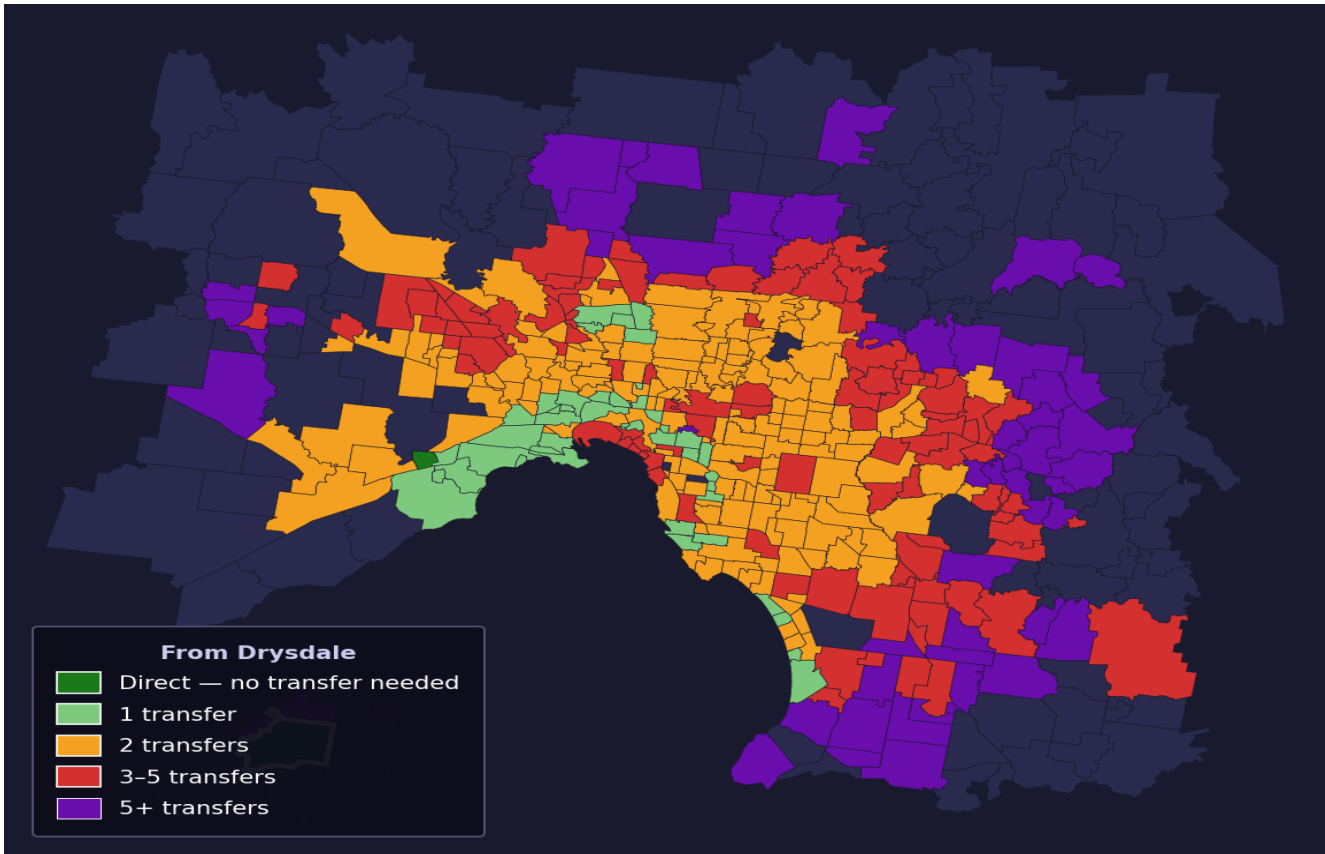 From Drysdale
Direct — no transfer needed
1 transfer
2 transfers
3–5 transfers
5+ transfers